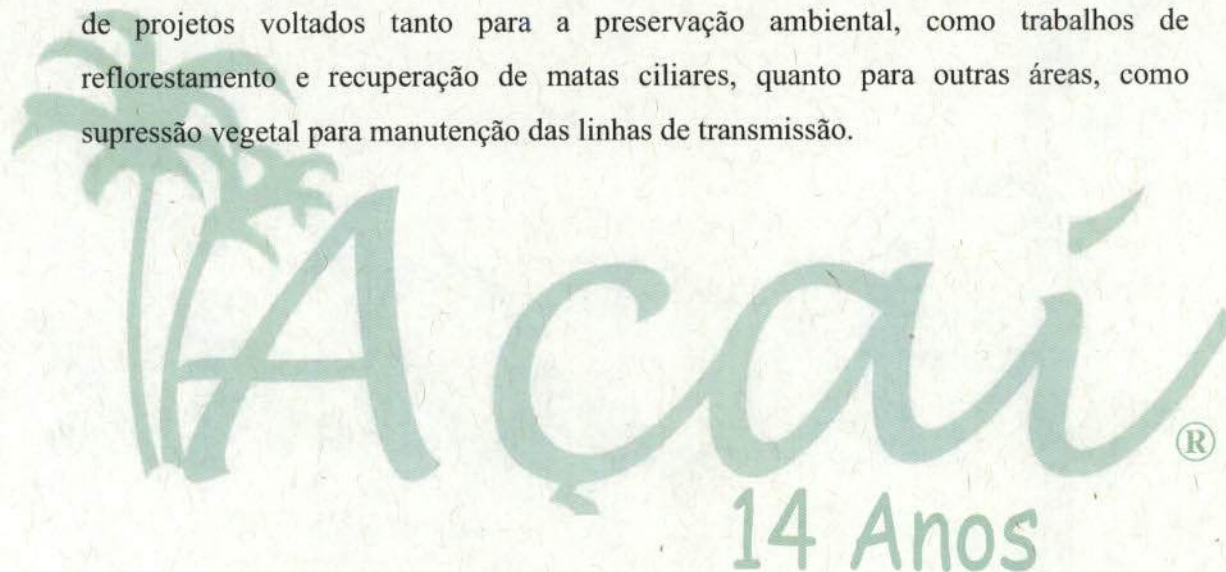 de projetos voltados tanto para a preservação ambiental, como trabalhos de
reflorestamento e recuperação de matas ciliares, quanto para outras áreas, como
supressão vegetal para manutenção das linhas de transmissão.
Açaí ®
14 Anos